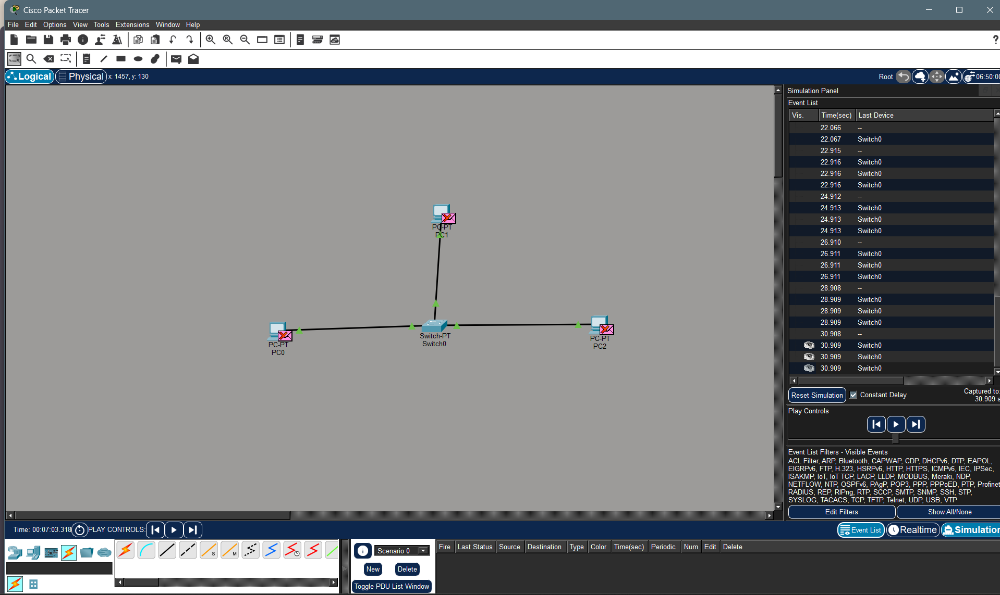 Cisco Packet Tracer
File Edit Options View Tools Extensions Window Help
?
Logical Physical x: 1457, y: 130 Root 06:50:00
Simulation Panel
Event List
Vis. Time(sec) Last Device
22.066 --
22.067 Switch0
22.915 --
22.916 Switch0
22.916 Switch0
22.916 Switch0
24.912 --
24.913 Switch0
24.913 Switch0
24.913 Switch0
26.910 --
26.911 Switch0
26.911 Switch0
26.911 Switch0
28.908 --
28.909 Switch0
28.909 Switch0
28.909 Switch0
30.908 --
30.909 Switch0
30.909 Switch0
30.909 Switch0
PC-PT
PC1
PC-PT
PC0
Switch-PT
Switch0
PC-PT
PC2
Reset Simulation Constant Delay Captured to:
30.909 s
Play Controls
Event List Filters - Visible Events
ACL Filter, ARP, Bluetooth, CAPWAP, CDP, DHCPv6, DTP, EAPOL,
EIGRPv6, FTP, H.323, HSRPv6, HTTP, HTTPS, ICMPv6, IEC, IPSec,
ISAKMP, IoT, IoT TCP, LACP, LLDP, MODBUS, Meraki, NDP,
NETFLOW, NTP, OSPFv6, PAgP, POP3, PPP, PPPoED, PTP, Profinet
RADIUS, REP, RIPng, RTP, SCCP, SMTP, SNMP, SSH, STP,
SYSLOG, TACACS, TCP, TFTP, Telnet, UDP, USB, VTP
Edit Filters Show All/None
Time: 00:07:03.318 PLAY CONTROLS: Event List Realtime Simulation
S M
Scenario 0
New Delete
Toggle PDU List Window
Fire Last Status Source Destination Type Color Time(sec) Periodic Num Edit Delete